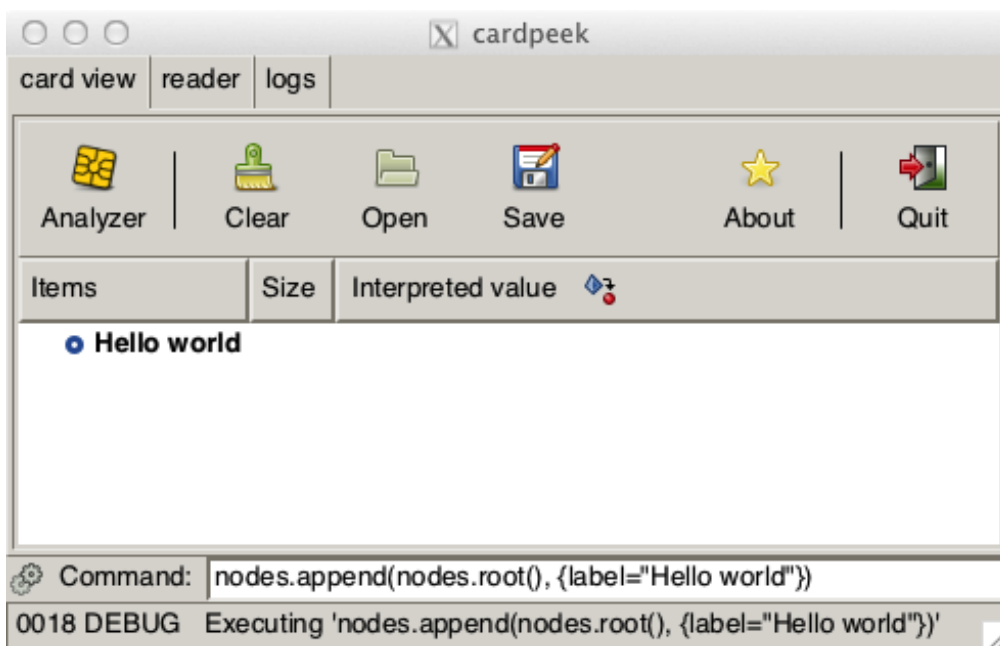 cardpeek
card view reader logs
Analyzer Clear Open Save About Quit
Items Size Interpreted value
Hello world
Command: nodes.append(nodes.root(), {label="Hello world"})
0018 DEBUG Executing 'nodes.append(nodes.root(), {label="Hello world"})'